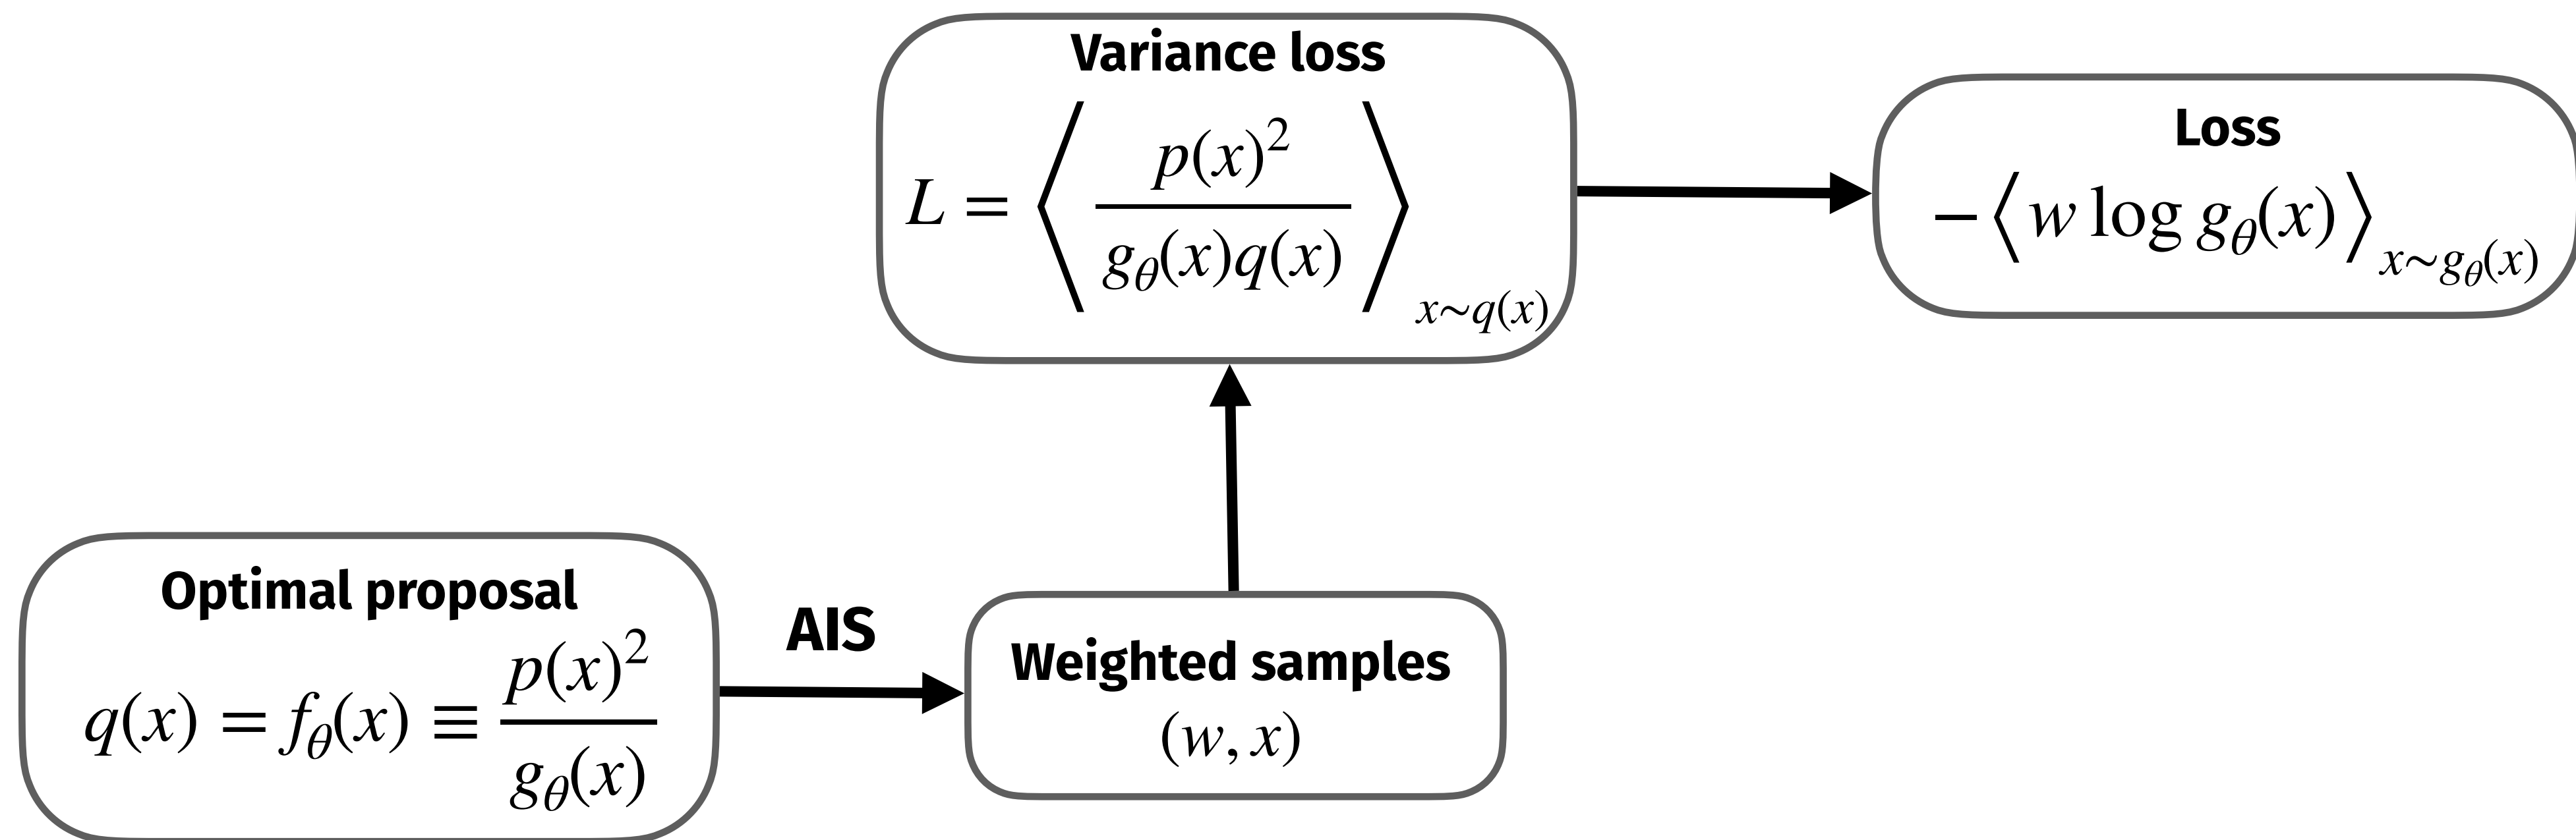 Variance loss
L = ⟨ p(x)² / g_θ(x)q(x) ⟩_{x∼q(x)}
Loss
−⟨w log g_θ(x)⟩_{x∼g_θ(x)}
Optimal proposal
q(x) = f_θ(x) ≡ p(x)² / g_θ(x)
AIS
Weighted samples
(w, x)